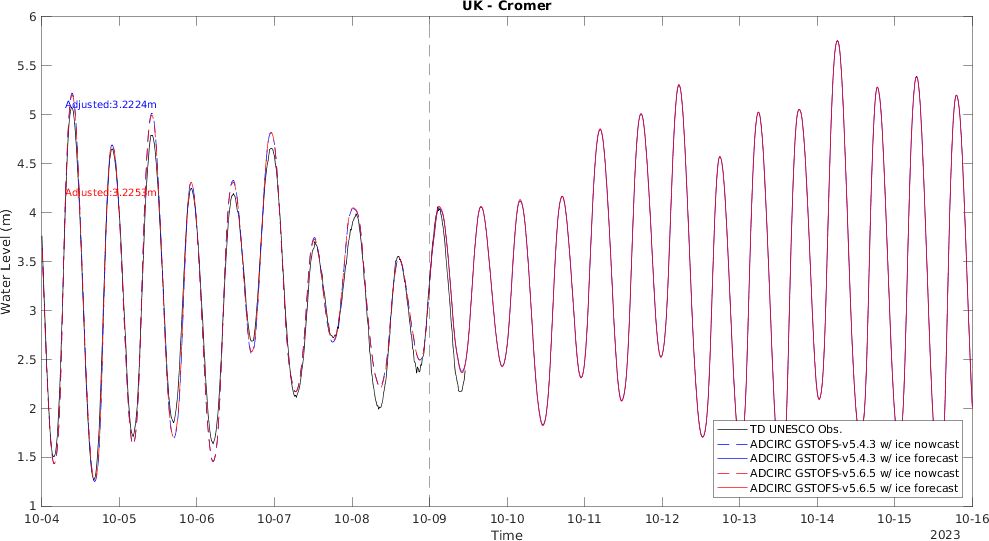 UK - Cromer
6
5.5
5
4.5
4
3.5
3
2.5
2
1.5
1
Water Level (m)
Adjusted:3.2224m
Adjusted:3.2253m
TD UNESCO Obs.
ADCIRC GSTOFS-v5.4.3 w/ ice nowcast
ADCIRC GSTOFS-v5.4.3 w/ ice forecast
ADCIRC GSTOFS-v5.6.5 w/ ice nowcast
ADCIRC GSTOFS-v5.6.5 w/ ice forecast
10-04 10-05 10-06 10-07 10-08 10-09 10-10 10-11 10-12 10-13 10-14 10-15 10-16
Time
2023